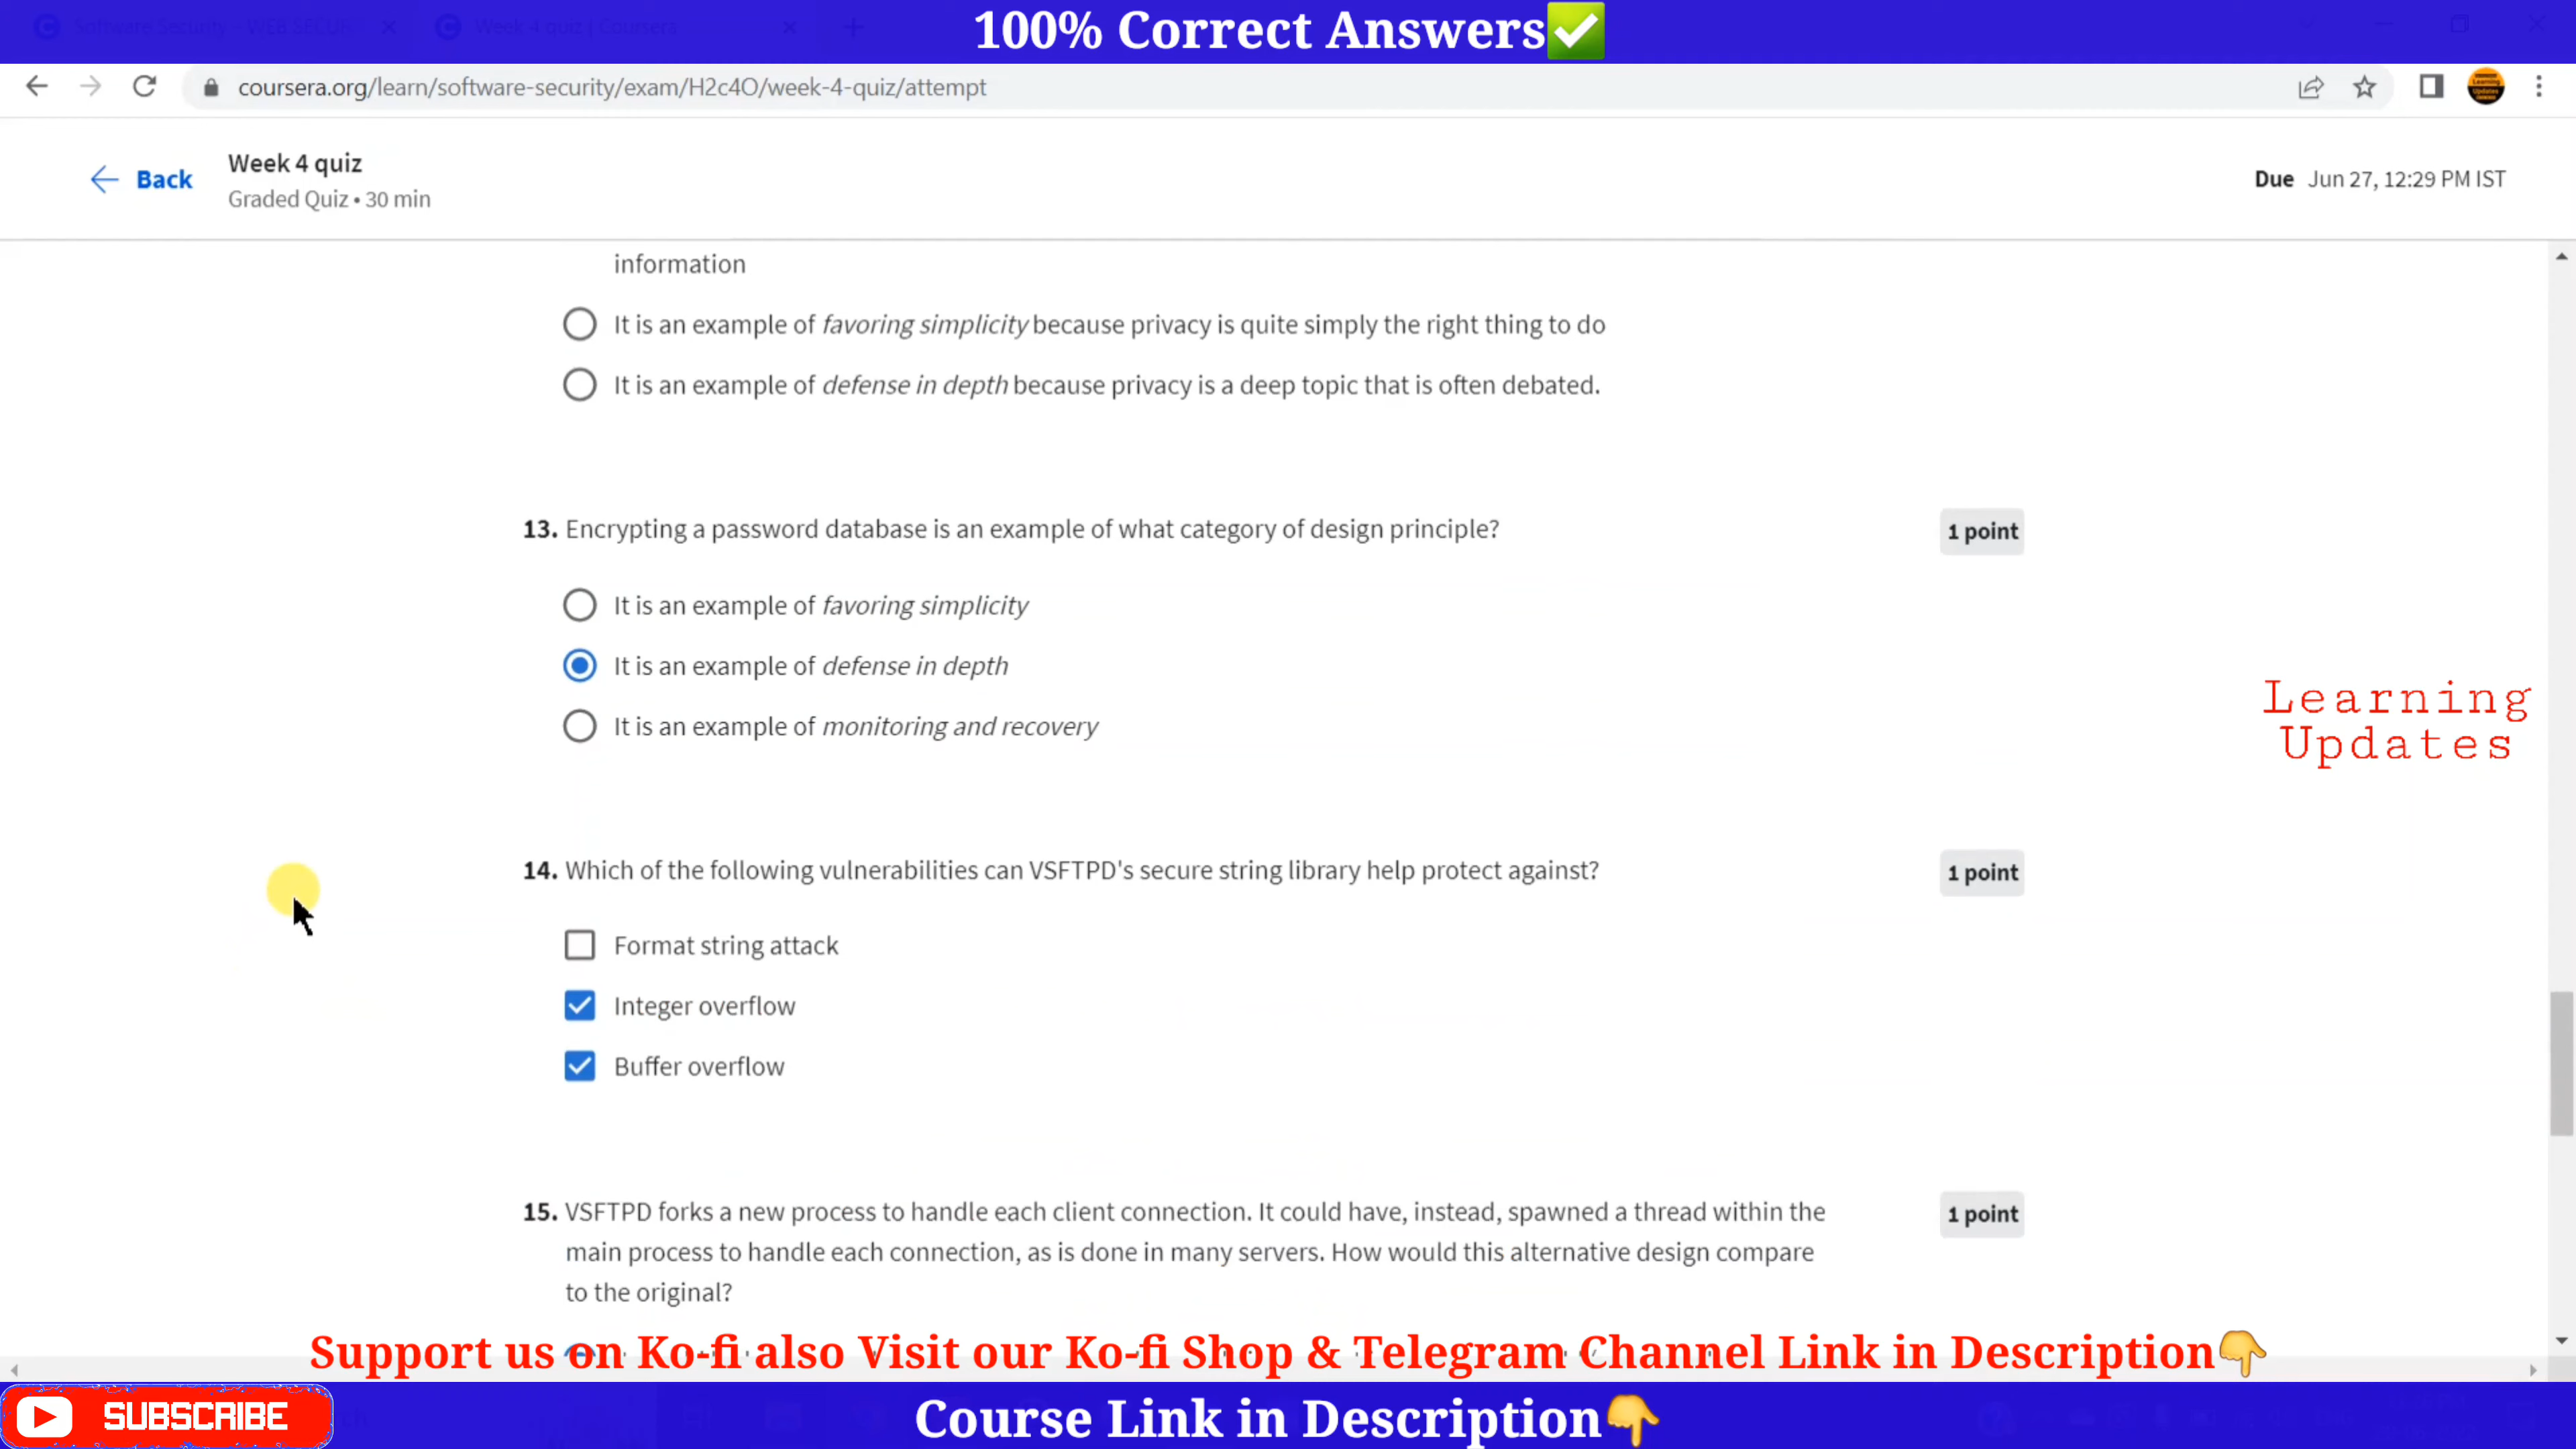 Software Security - WEB SECUR
Week 4 quiz | Coursera
100% Correct Answers✅
coursera.org/learn/software-security/exam/H2c4O/week-4-quiz/attempt
Back
Week 4 quiz
Graded Quiz • 30 min
Due Jun 27, 12:29 PM IST
information
It is an example of favoring simplicity because privacy is quite simply the right thing to do
It is an example of defense in depth because privacy is a deep topic that is often debated.
13. Encrypting a password database is an example of what category of design principle?
1 point
It is an example of favoring simplicity
It is an example of defense in depth
It is an example of monitoring and recovery
Learning
Updates
14. Which of the following vulnerabilities can VSFTPD's secure string library help protect against?
1 point
Format string attack
Integer overflow
Buffer overflow
15. VSFTPD forks a new process to handle each client connection. It could have, instead, spawned a thread within the
1 point
main process to handle each connection, as is done in many servers. How would this alternative design compare
to the original?
Support us on Ko-fi also Visit our Ko-fi Shop & Telegram Channel Link in Description👇
SUBSCRIBE
Course Link in Description👇